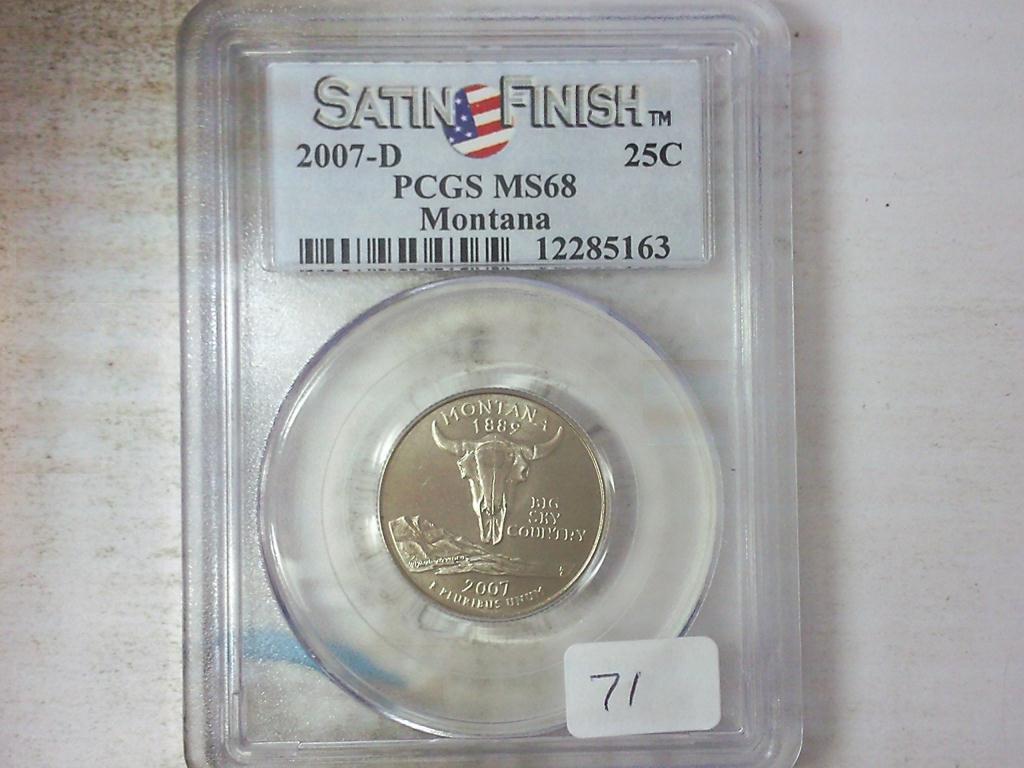 SATIN FINISH™
2007-D 25C
PCGS MS68
Montana
12285163
MONTANA
1889
BIG
SKY
COUNTRY
2007
E PLURIBUS UNUM
71